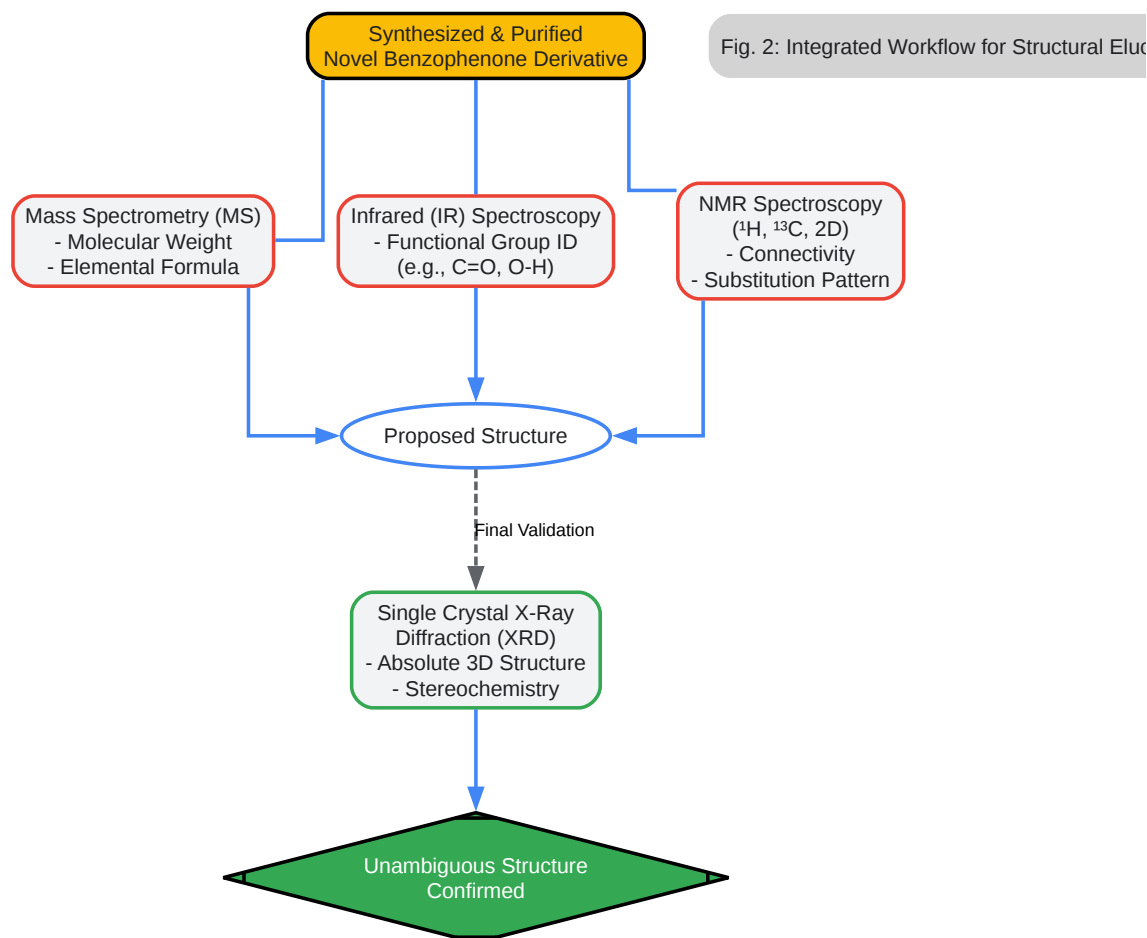 Synthesized & Purified
Novel Benzophenone Derivative
Fig. 2: Integrated Workflow for Structural
Mass Spectrometry (MS)
- Molecular Weight
- Elemental Formula
Infrared (IR) Spectroscopy
- Functional Group ID
(e.g., C=O, O-H)
NMR Spectroscopy
(¹H, ¹³C, 2D)
- Connectivity
- Substitution Pattern
Proposed Structure
Final Validation
Single Crystal X-Ray
Diffraction (XRD)
- Absolute 3D Structure
- Stereochemistry
Unambiguous Structure
Confirmed